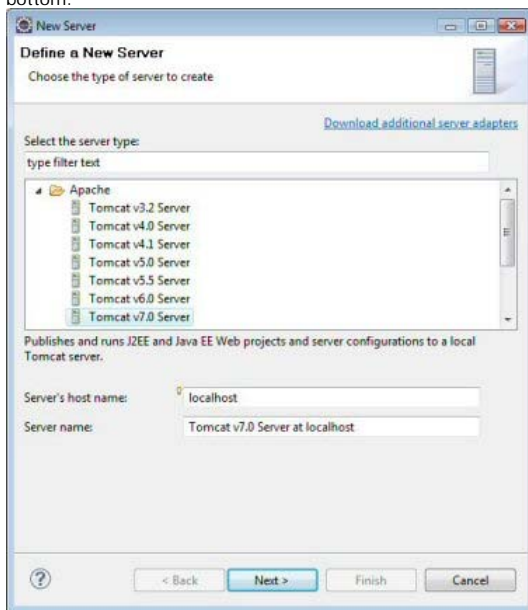 bottom.
New Server
Define a New Server
Choose the type of server to create
Download additional server adapters
Select the server type:
type filter text
Apache
Tomcat v3.2 Server
Tomcat v4.0 Server
Tomcat v4.1 Server
Tomcat v5.0 Server
Tomcat v5.5 Server
Tomcat v6.0 Server
Tomcat v7.0 Server
Publishes and runs J2EE and Java EE Web projects and server configurations to a local
Tomcat server.
Server's host name: localhost
Server name: Tomcat v7.0 Server at localhost
? < Back Next > Finish Cancel